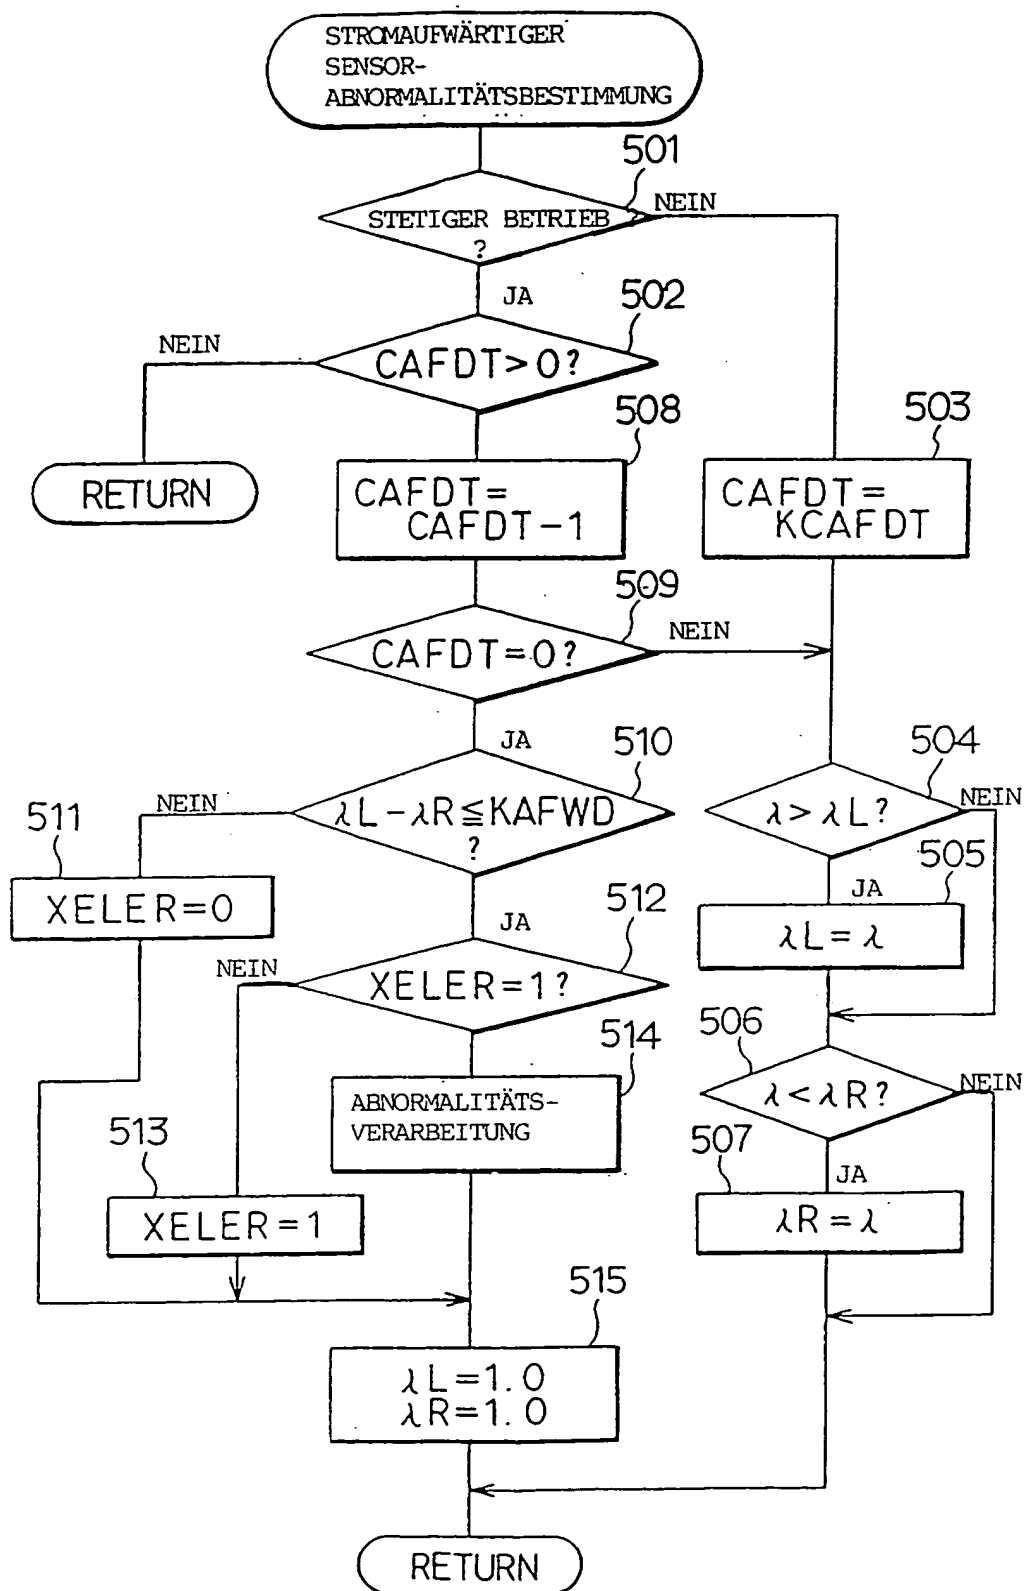 STROMAUFWÄRTIGER
SENSOR-
ABNORMALITÄTSBESTIMMUNG
501
STETIGER BETRIEB
?
NEIN
JA
502
NEIN
CAFDT>0?
508
503
RETURN
CAFDT=
CAFDT-1
CAFDT=
KCAFDT
509
CAFDT=0?
NEIN
JA
510
504
NEIN
λL-λR≦KAFWD
?
λ>λL?
NEIN
511
XELER=0
JA
505
λL=λ
JA
512
NEIN
XELER=1?
506
514
λ<λR?
NEIN
ABNORMALITÄTS-
VERARBEITUNG
513
507
JA
XELER=1
λR=λ
515
λL=1.0
λR=1.0
RETURN